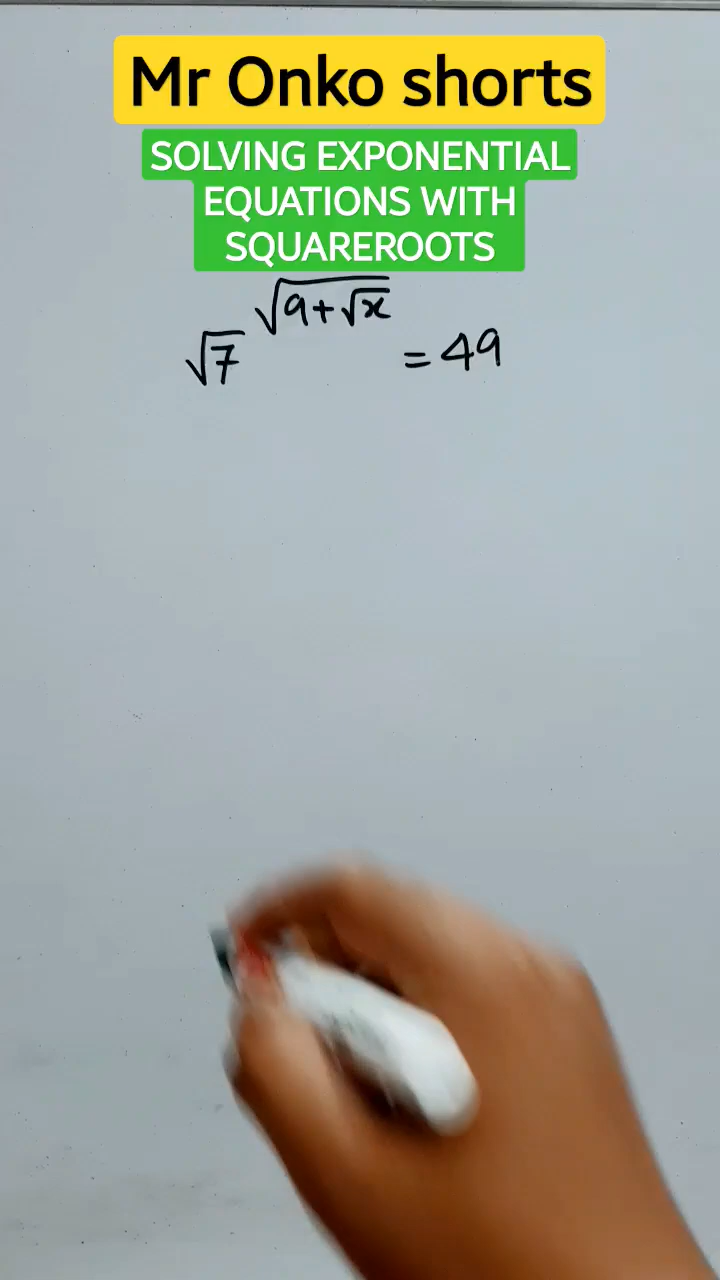 Mr Onko shorts
SOLVING EXPONENTIAL
EQUATIONS WITH
SQUAREROOTS
√7^√(9+√x) = 49